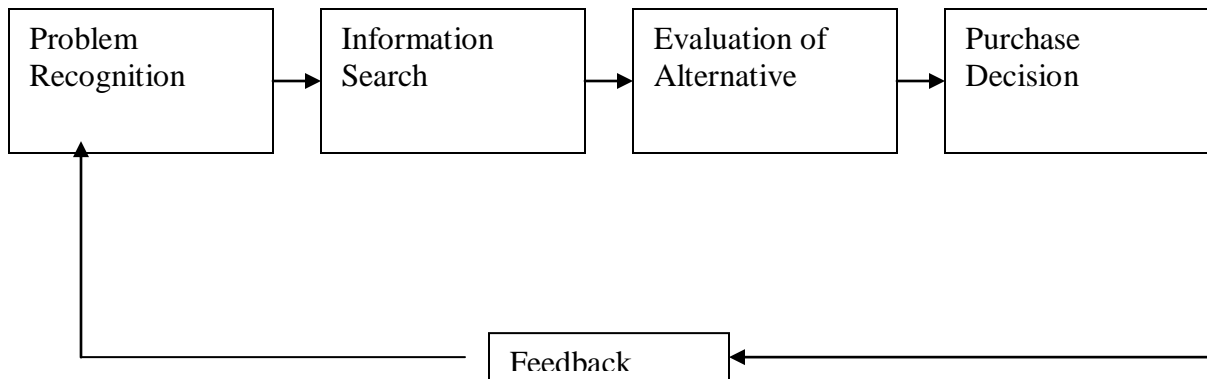 Problem
Recognition
Information
Search
Evaluation of
Alternative
Purchase
Decision
Feedback